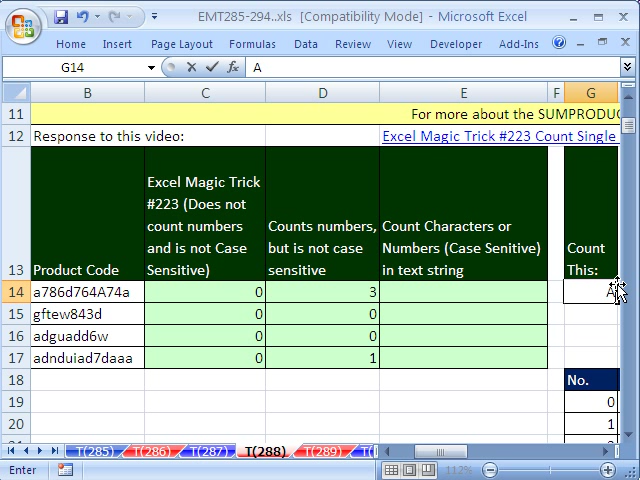 EMT285-294..xls [Compatibility Mode] - Microsoft Excel
Home Insert Formulas Page Layout Formulas Data Review View Developer Add-Ins
G14 fx A
B C D E F G
11 For more about the SUMPRODUC
12 Response to this video: Excel Magic Trick #223 Count Single
13 Product Code Excel Magic Trick #223 (Does not count numbers and is not Case Sensitive) Counts numbers, but is not case sensitive Count Characters or Numbers (Case Senitive) in text string Count This:
14 a786d764A74a 0 3 A
15 gftew843d 0 0
16 adguadd6w 0 0
17 adnduiad7daaa 0 1
18 No.
19 0
20 1
T(285) T(286) T(287) T(288) T(289)
Enter 112%